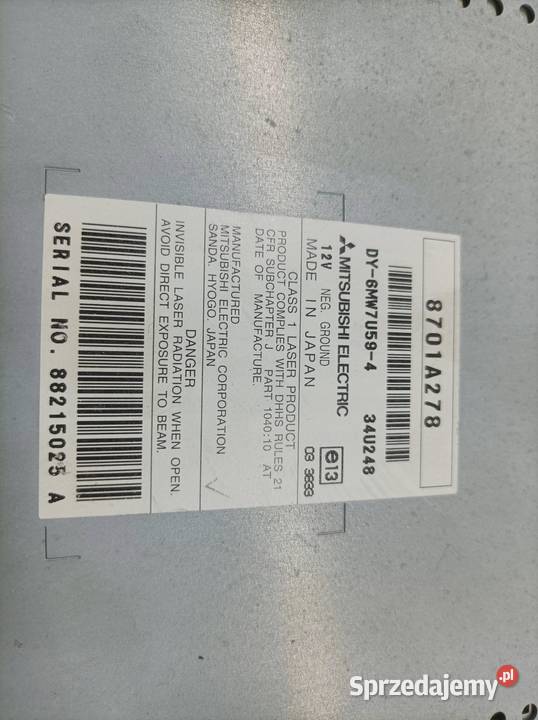 8701A278
DY-6MW7U59-4 34U248
MITSUBISHI ELECTRIC
12V NEG. GROUND
MADE IN JAPAN
e13
03 3633
CLASS 1 LASER PRODUCT
PRODUCT COMPLIES WITH DHHS RULES 21
CFR SUBCHAPTER J PART 1040:10 AT
DATE OF MANUFACTURE.
MANUFACTURED
MITSUBISHI ELECTRIC CORPORATION
SANDA, HYOGO, JAPAN
DANGER
INVISIBLE LASER RADIATION WHEN OPEN.
AVOID DIRECT EXPOSURE TO BEAM.
SERIAL NO. 88215025 A
Sprzedajemy.pl